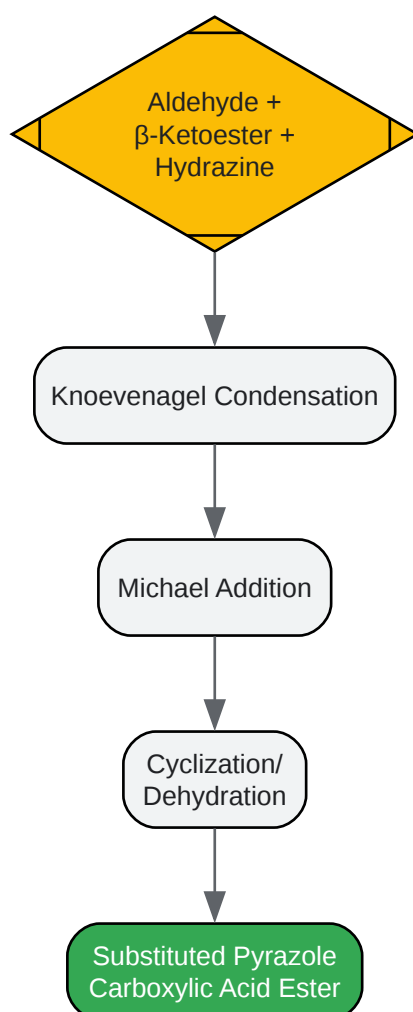 Aldehyde +
β-Ketoester +
Hydrazine
Knoevenagel Condensation
Michael Addition
Cyclization/
Dehydration
Substituted Pyrazole
Carboxylic Acid Ester